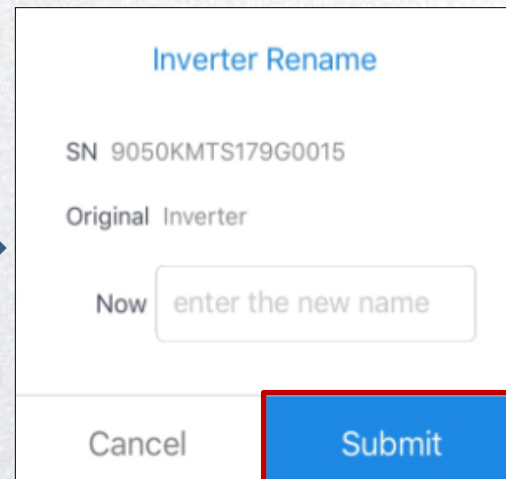 Inverter Rename
SN 9050KMTS179G0015
Original Inverter
Now enter the new name
Cancel Submit